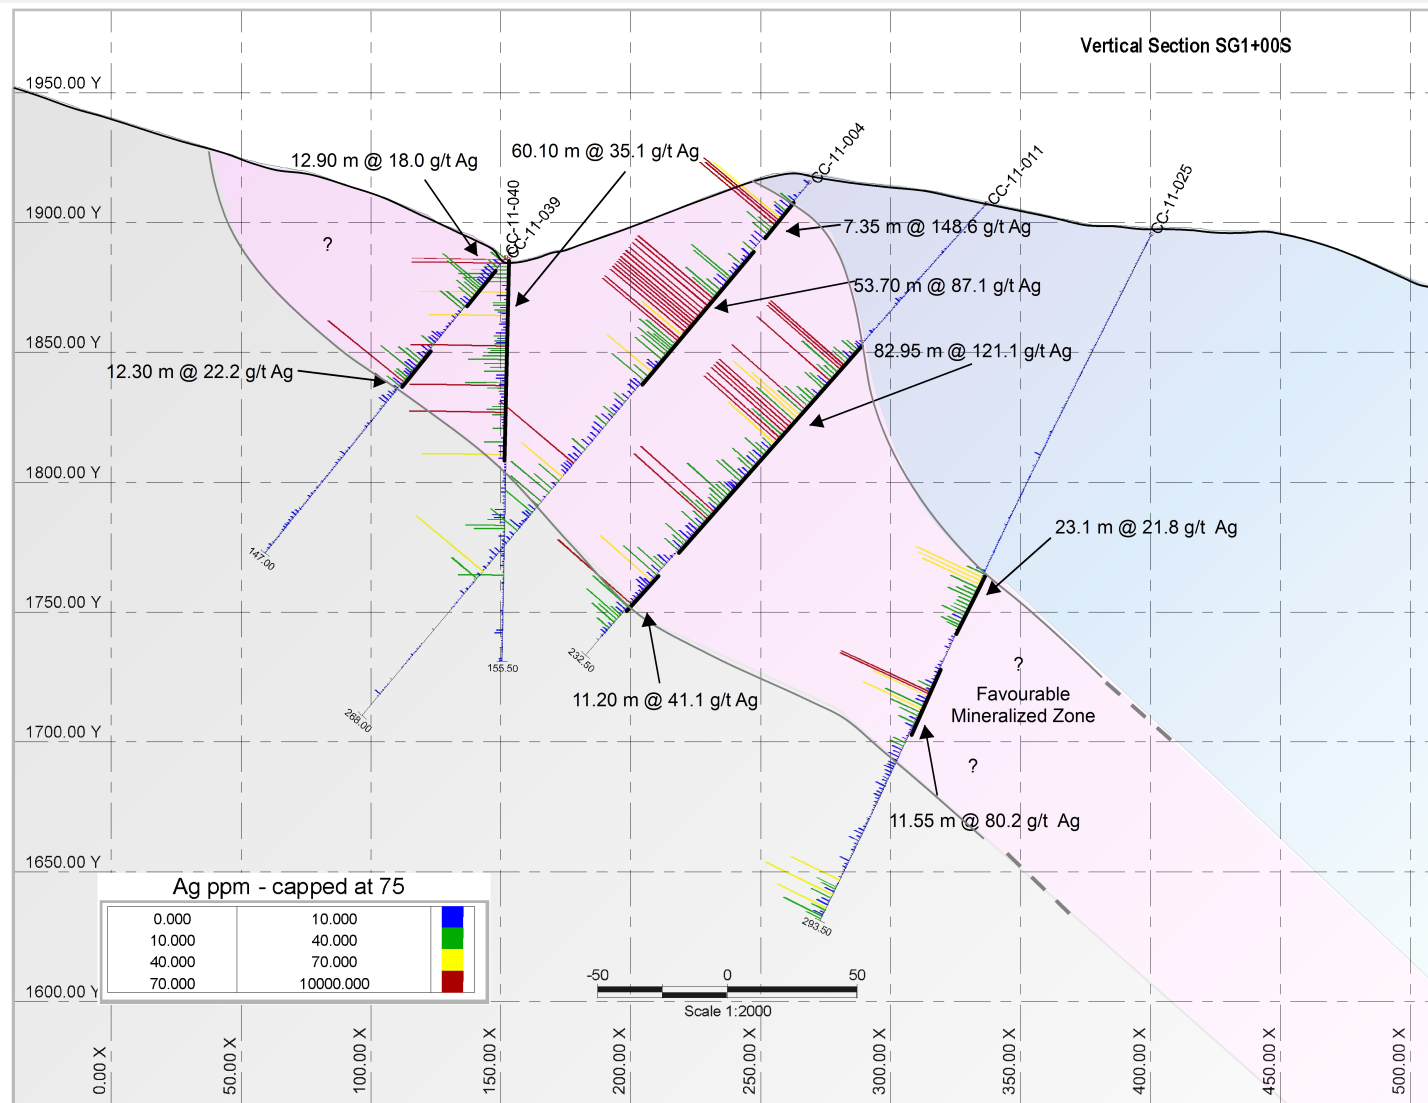 Vertical Section SG1+00S
1950.00 Y
1900.00 Y
1850.00 Y
1800.00 Y
1750.00 Y
1700.00 Y
1650.00 Y
1600.00 Y
12.90 m @ 18.0 g/t Ag
60.10 m @ 35.1 g/t Ag
CC-11-040
CC-11-039
CC-11-004
CC-11-011
CC-11-025
7.35 m @ 148.6 g/t Ag
53.70 m @ 87.1 g/t Ag
82.95 m @ 121.1 g/t Ag
12.30 m @ 22.2 g/t Ag
?
23.1 m @ 21.8 g/t Ag
147.00
155.50
232.50
268.00
11.20 m @ 41.1 g/t Ag
?
Favourable
Mineralized Zone
?
11.55 m @ 80.2 g/t Ag
293.50
Ag ppm - capped at 75
0.000 10.000
10.000 40.000
40.000 70.000
70.000 10000.000
-50 0 50
Scale 1:2000
0.00 X
50.00 X
100.00 X
150.00 X
200.00 X
250.00 X
300.00 X
350.00 X
400.00 X
450.00 X
500.00 X